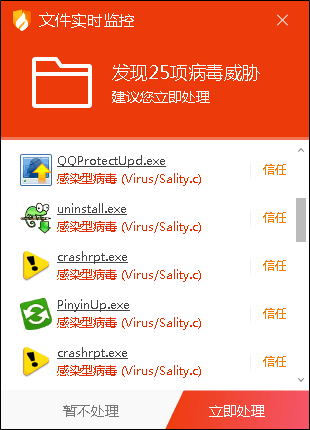 文件实时监控
发现25项病毒威胁
建议您立即处理
QQProtectUpd.exe
感染型病毒 (Virus/Sality.c)
信任
uninstall.exe
感染型病毒 (Virus/Sality.c)
信任
crashrpt.exe
感染型病毒 (Virus/Sality.c)
信任
PinyinUp.exe
感染型病毒 (Virus/Sality.c)
信任
crashrpt.exe
感染型病毒 (Virus/Sality.c)
信任
暂不处理
立即处理